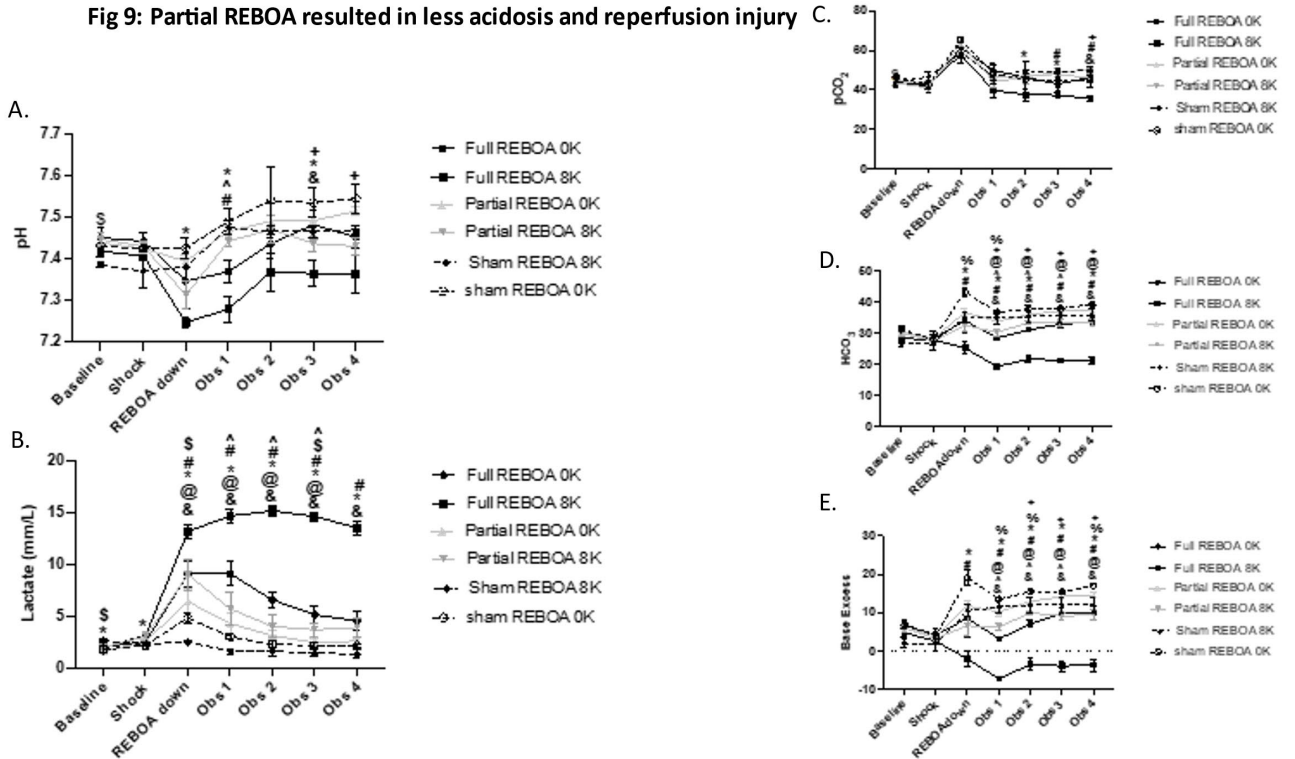 Fig 9: Partial REBOA resulted in less acidosis and reperfusion injury
A.
pH
7.7
7.6
7.5
7.4
7.3
7.2
$
*
*
^
#
+
*
&
+
Baseline
Shock
REBOA down
Obs 1
Obs 2
Obs 3
Obs 4
Full REBOA 0K
Full REBOA 8K
Partial REBOA 0K
Partial REBOA 8K
Sham REBOA 8K
sham REBOA 0K
B.
Lactate (mm/L)
20
15
10
5
0
$
*
*
$
#
*
@
&
^
#
*
@
&
^
#
*
@
&
^
$
#
*
@
&
#
*
&
Baseline
Shock
REBOA down
Obs 1
Obs 2
Obs 3
Obs 4
Full REBOA 0K
Full REBOA 8K
Partial REBOA 0K
Partial REBOA 8K
Sham REBOA 8K
sham REBOA 0K
C.
pCO2
80
60
40
20
0
*
#
*
+
#
Baseline
Shock
REBOAdown
Obs 1
Obs 2
Obs 3
Obs 4
Full REBOA 0K
Full REBOA 8K
Partial REBOA 0K
Partial REBOA 8K
Sham REBOA 8K
sham REBOA 0K
D.
HCO3
60
40
30
20
10
0
%
*
#
%
+
@
^
*
#
&
+
@
^
*
#
&
+
@
^
*
#
&
+
@
^
*
#
&
Baseline
Shock
REBOAdown
Obs 1
Obs 2
Obs 3
Obs 4
Full REBOA 0K
Full REBOA 8K
Partial REBOA 0K
Partial REBOA 8K
Sham REBOA 8K
sham REBOA 0K
E.
Base Excess
30
20
10
0
-10
*
#
%
*
#
@
^
&
+
%
*
#
@
^
&
+
*
#
@
^
&
+
%
*
#
@
&
Baseline
Shock
REBOAdown
Obs 1
Obs 2
Obs 3
Obs 4
Full REBOA 0K
Full REBOA 8K
Partial REBOA 0K
Partial REBOA 8K
Sham REBOA 8K
sham REBOA 0K